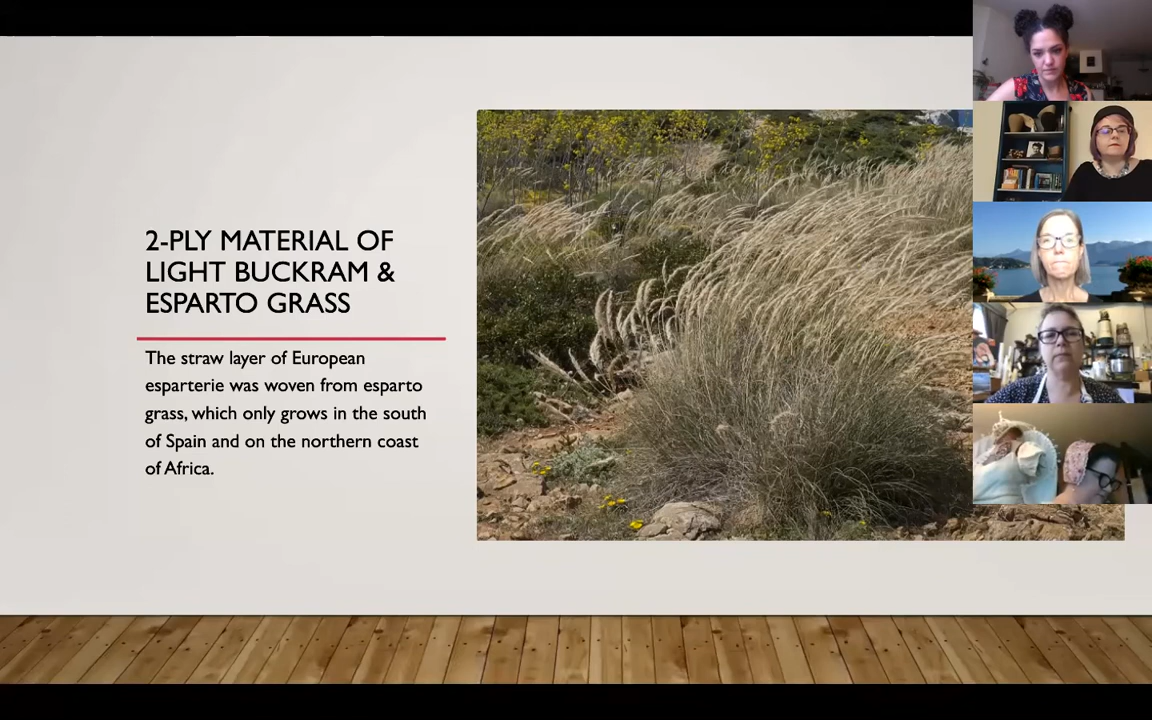 2-PLY MATERIAL OF
LIGHT BUCKRAM &
ESPARTO GRASS
The straw layer of European
esparterie was woven from esparto
grass, which only grows in the south
of Spain and on the northern coast
of Africa.